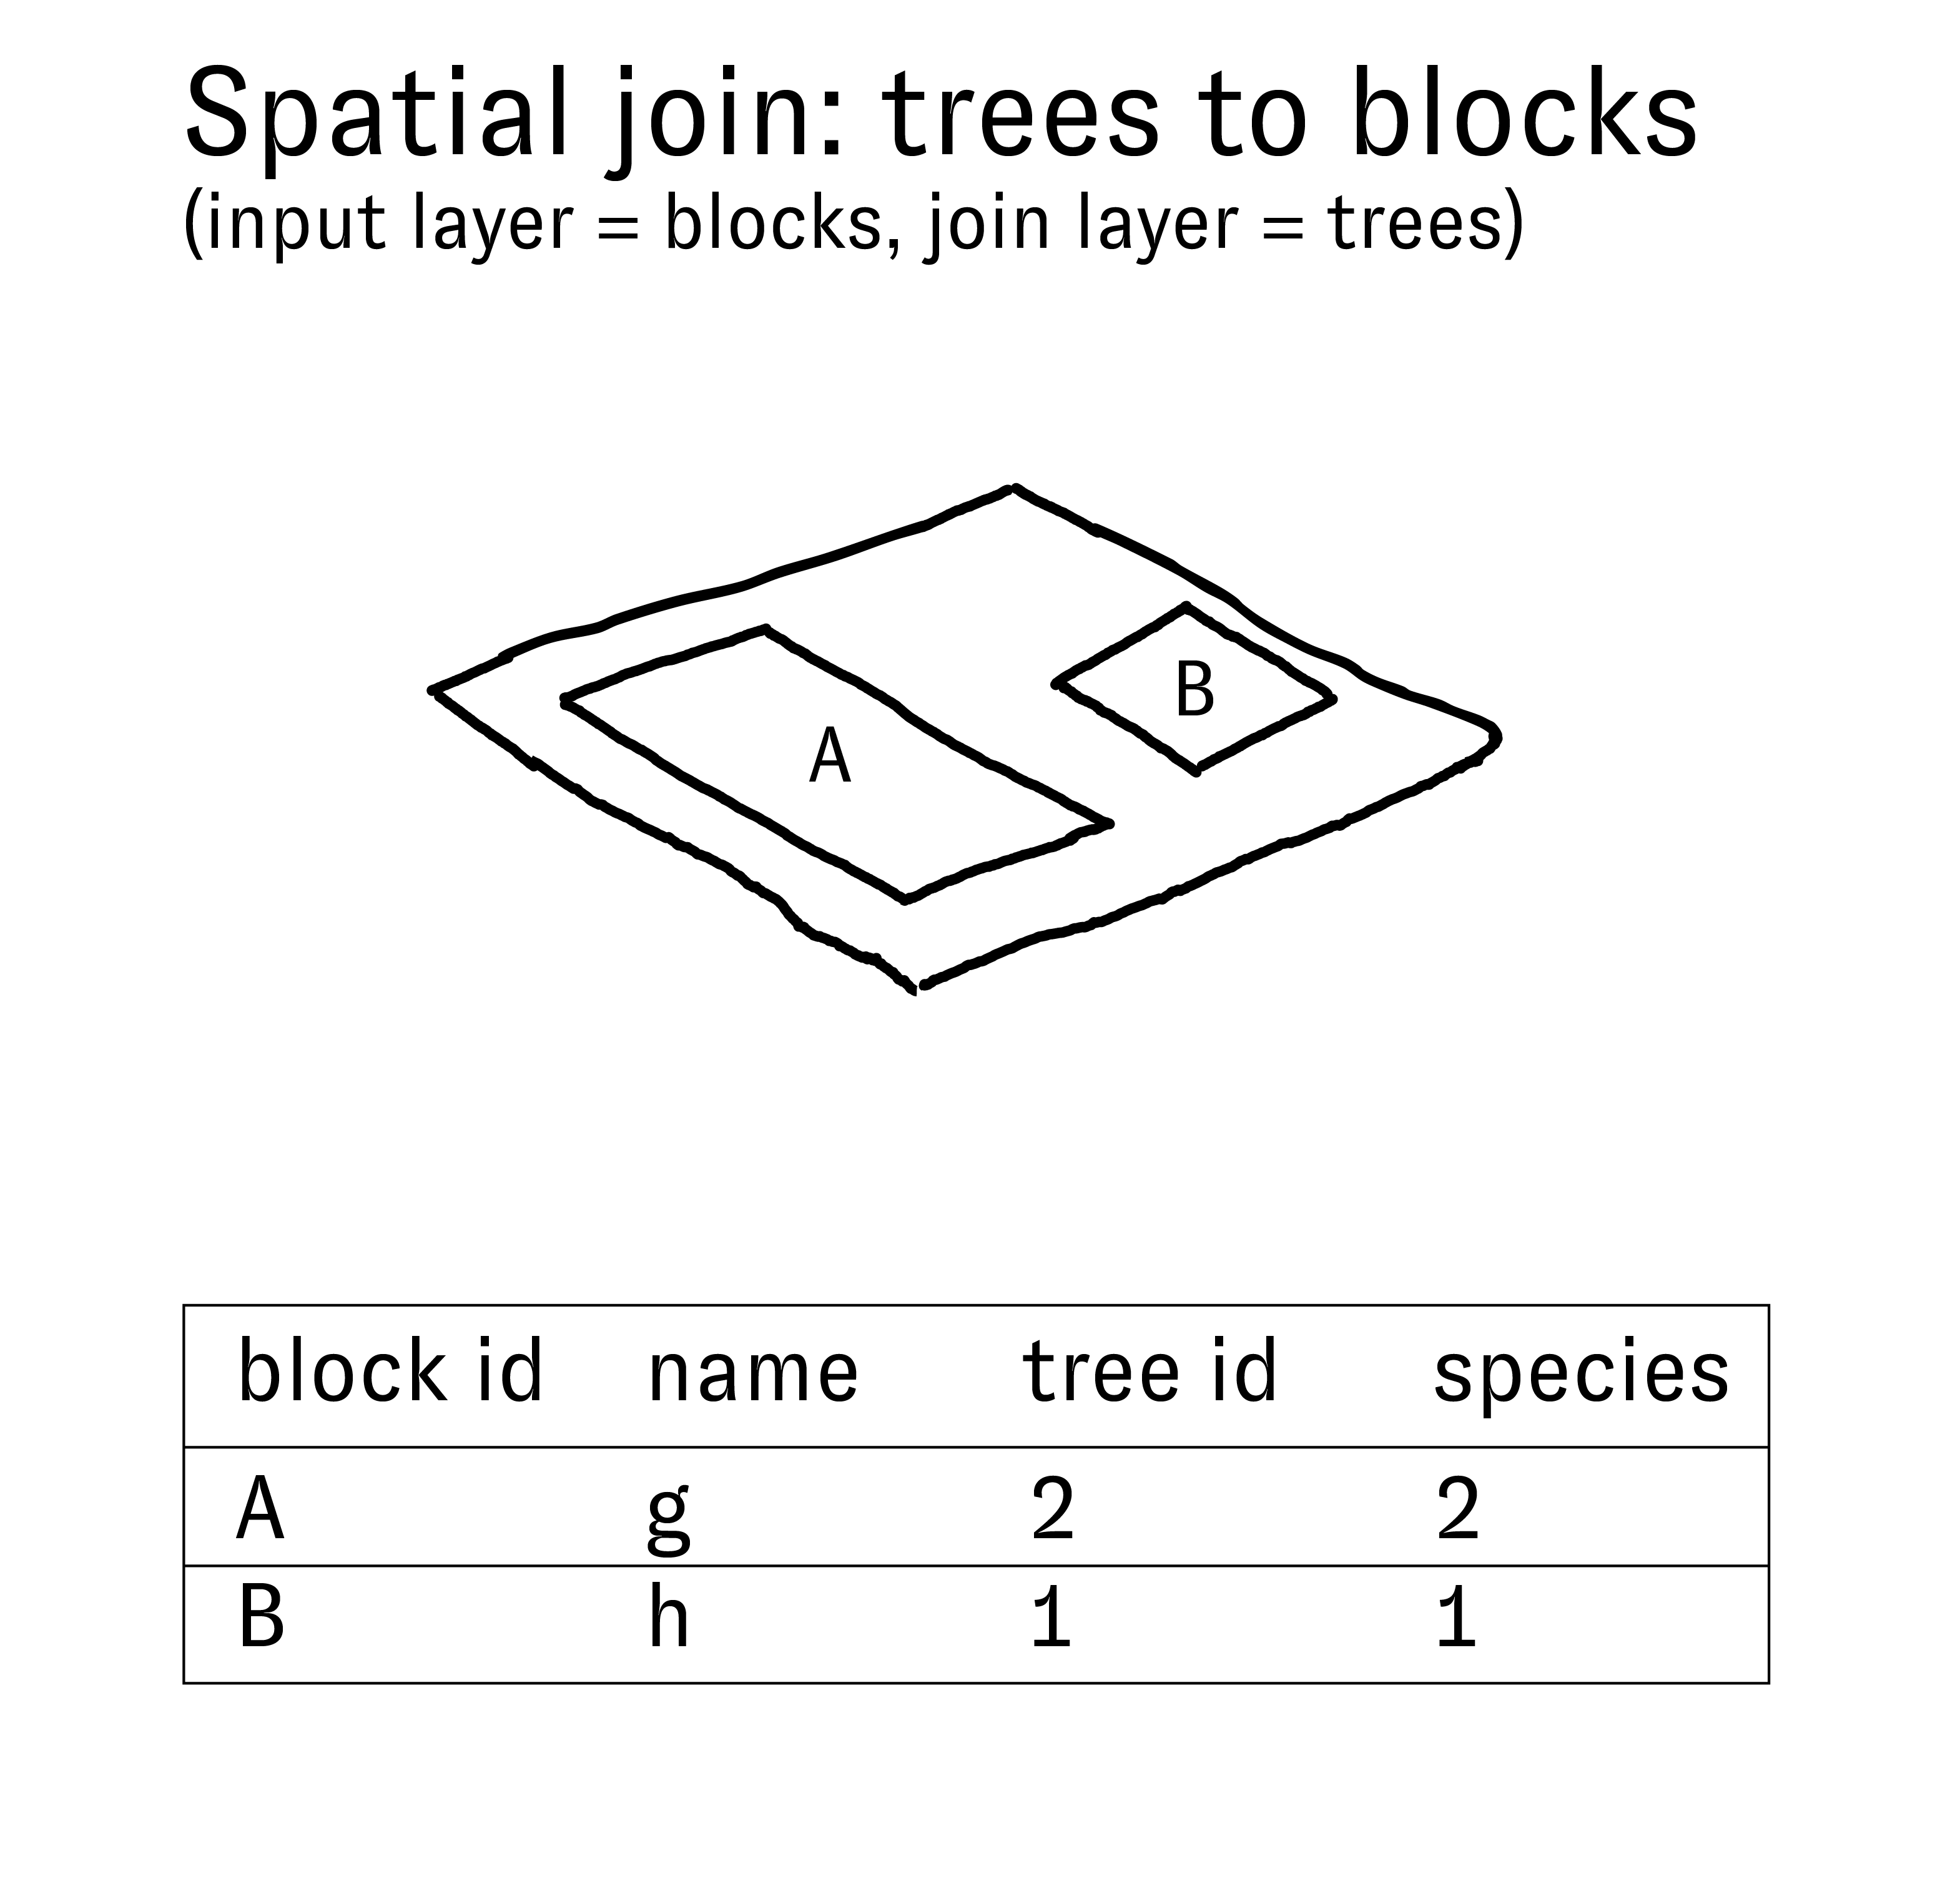 Spatial join: trees to blocks
(input layer = blocks, join layer = trees)
B
A
block id name tree id species
A g 2 2
B h 1 1